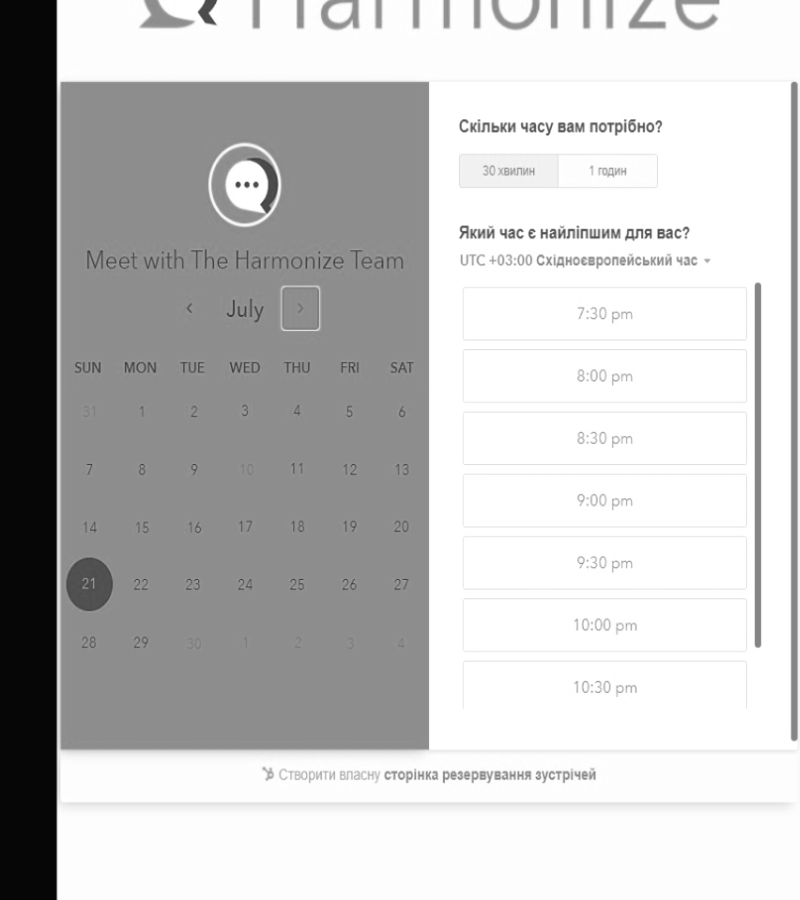 Harmonize
Meet with The Harmonize Team
July
SUN MON TUE WED THU FRI SAT
31 1 2 3 4 5 6
7 8 9 10 11 12 13
14 15 16 17 18 19 20
21 22 23 24 25 26 27
28 29 30 1 2 3 4
Скільки часу вам потрібно?
30 хвилин 1 годин
Який час є найліпшим для вас?
UTC +03:00 Східноєвропейський час
7:30 pm
8:00 pm
8:30 pm
9:00 pm
9:30 pm
10:00 pm
10:30 pm
Створити власну сторінка резервування зустрічей